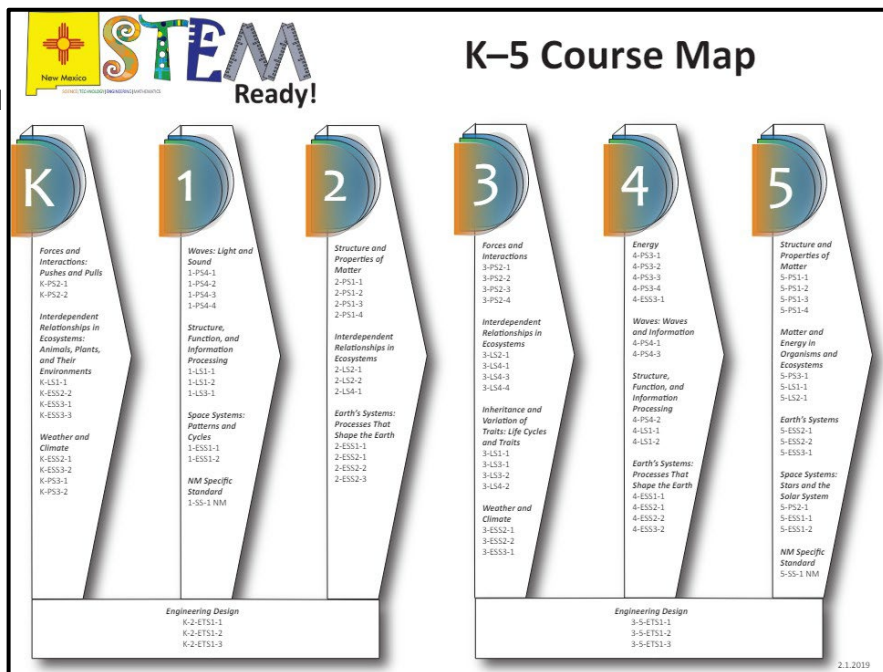 New Mexico
STEM
SCIENCE|TECHNOLOGY|ENGINEERING|MATHEMATICS
Ready!
K–5 Course Map
K
Forces and
Interactions:
Pushes and Pulls
K-PS2-1
K-PS2-2
Interdependent
Relationships in
Ecosystems:
Animals, Plants,
and Their
Environments
K-LS1-1
K-ESS2-2
K-ESS3-1
K-ESS3-3
Weather and
Climate
K-ESS2-1
K-ESS3-2
K-PS3-1
K-PS3-2
1
Waves: Light and
Sound
1-PS4-1
1-PS4-2
1-PS4-3
1-PS4-4
Structure,
Function, and
Information
Processing
1-LS1-1
1-LS1-2
1-LS3-1
Space Systems:
Patterns and
Cycles
1-ESS1-1
1-ESS1-2
NM Specific
Standard
1-SS-1 NM
2
Structure and
Properties of
Matter
2-PS1-1
2-PS1-2
2-PS1-3
2-PS1-4
Interdependent
Relationships in
Ecosystems
2-LS2-1
2-LS2-2
2-LS4-1
Earth's Systems:
Processes That
Shape the Earth
2-ESS1-1
2-ESS2-1
2-ESS2-2
2-ESS2-3
3
Forces and
Interactions
3-PS2-1
3-PS2-2
3-PS2-3
3-PS2-4
Interdependent
Relationships in
Ecosystems
3-LS2-1
3-LS4-1
3-LS4-3
3-LS4-4
Inheritance and
Variation of
Traits: Life Cycles
and Traits
3-LS1-1
3-LS3-1
3-LS3-2
3-LS4-2
Weather and
Climate
3-ESS2-1
3-ESS2-2
3-ESS3-1
4
Energy
4-PS3-1
4-PS3-2
4-PS3-3
4-PS3-4
4-ESS3-1
Waves: Waves
and Information
4-PS4-1
4-PS4-3
Structure,
Function, and
Information
Processing
4-PS4-2
4-LS1-1
4-LS1-2
Earth's Systems:
Processes That
Shape the Earth
4-ESS1-1
4-ESS2-1
4-ESS2-2
4-ESS3-2
5
Structure and
Properties of
Matter
5-PS1-1
5-PS1-2
5-PS1-3
5-PS1-4
Matter and
Energy in
Organisms and
Ecosystems
5-PS3-1
5-LS1-1
5-LS2-1
Earth's Systems
5-ESS2-1
5-ESS2-2
5-ESS3-1
Space Systems:
Stars and the
Solar System
5-PS2-1
5-ESS1-1
5-ESS1-2
NM Specific
Standard
5-SS-1 NM
Engineering Design
K-2-ETS1-1
K-2-ETS1-2
K-2-ETS1-3
Engineering Design
3-5-ETS1-1
3-5-ETS1-2
3-5-ETS1-3
2.1.2019